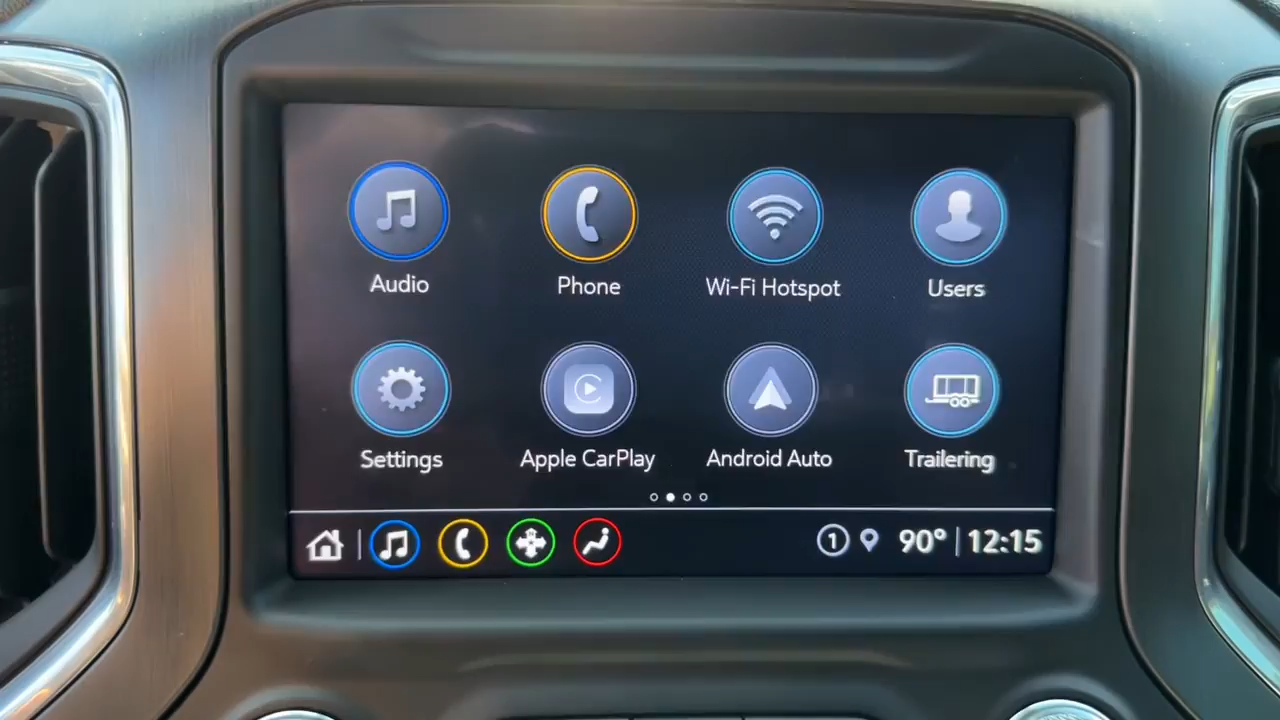 Audio Phone Wi-Fi Hotspot Users
Settings Apple CarPlay Android Auto Trailering
1 90° 12:15